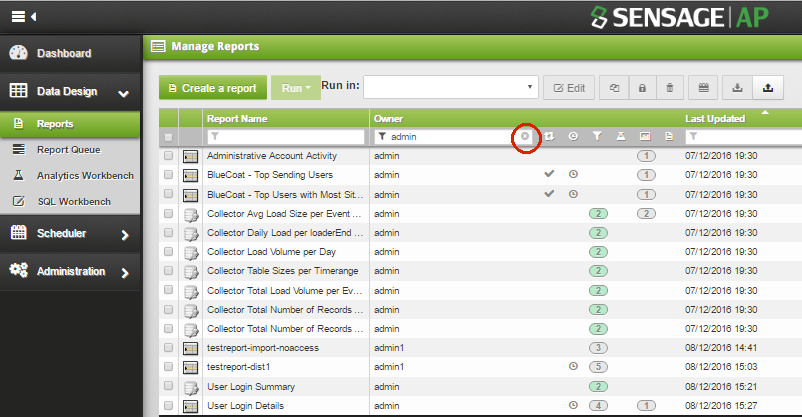 SENSAGE AP
Dashboard
Data Design
Reports
Report Queue
Analytics Workbench
SQL Workbench
Scheduler
Administration
Manage Reports
Create a report Run Run in: Edit
Report Name Owner Last Updated
admin
Administrative Account Activity admin 1 07/12/2016 19:30
BlueCoat - Top Sending Users admin 07/12/2016 19:30
BlueCoat - Top Users with Most Sit... admin 07/12/2016 19:30
Collector Avg Load Size per Event ... admin 2 2 07/12/2016 19:30
Collector Daily Load per loaderEnd ... admin 2 07/12/2016 19:30
Collector Load Volume per Day admin 2 07/12/2016 19:30
Collector Table Sizes per Timerange admin 2 07/12/2016 19:30
Collector Total Load Volume per Ev... admin 2 07/12/2016 19:30
Collector Total Number of Records ... admin 2 07/12/2016 19:30
Collector Total Number of Records ... admin 2 07/12/2016 19:30
testreport-import-noaccess admin1 3 08/12/2016 14:41
testreport-dist1 admin1 5 08/12/2016 15:03
User Login Summary admin 2 08/12/2016 15:21
User Login Details admin 4 1 08/12/2016 15:27